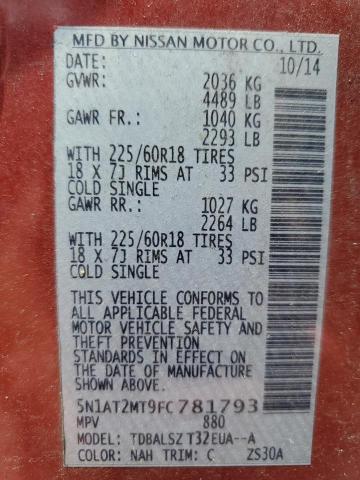 MFD BY NISSAN MOTOR CO., LTD.
DATE: 10/14
GVWR: 2036 KG
4489 LB
GAWR FR.: 1040 KG
2293 LB
WITH 225/60R18 TIRES
18 X 7J RIMS AT 33 PSI
COLD SINGLE
GAWR RR.: 1027 KG
2264 LB
WITH 225/60R18 TIRES
18 X 7J RIMS AT 33 PSI
COLD SINGLE
THIS VEHICLE CONFORMS TO
ALL APPLICABLE FEDERAL
MOTOR VEHICLE SAFETY AND
THEFT PREVENTION
STANDARDS IN EFFECT ON
THE DATE OF MANUFACTURE
SHOWN ABOVE.
5N1AT2MT9FC781793
MPV 880
MODEL: TDBALSZ T32EUA--A
COLOR: NAH TRIM: C ZS30A